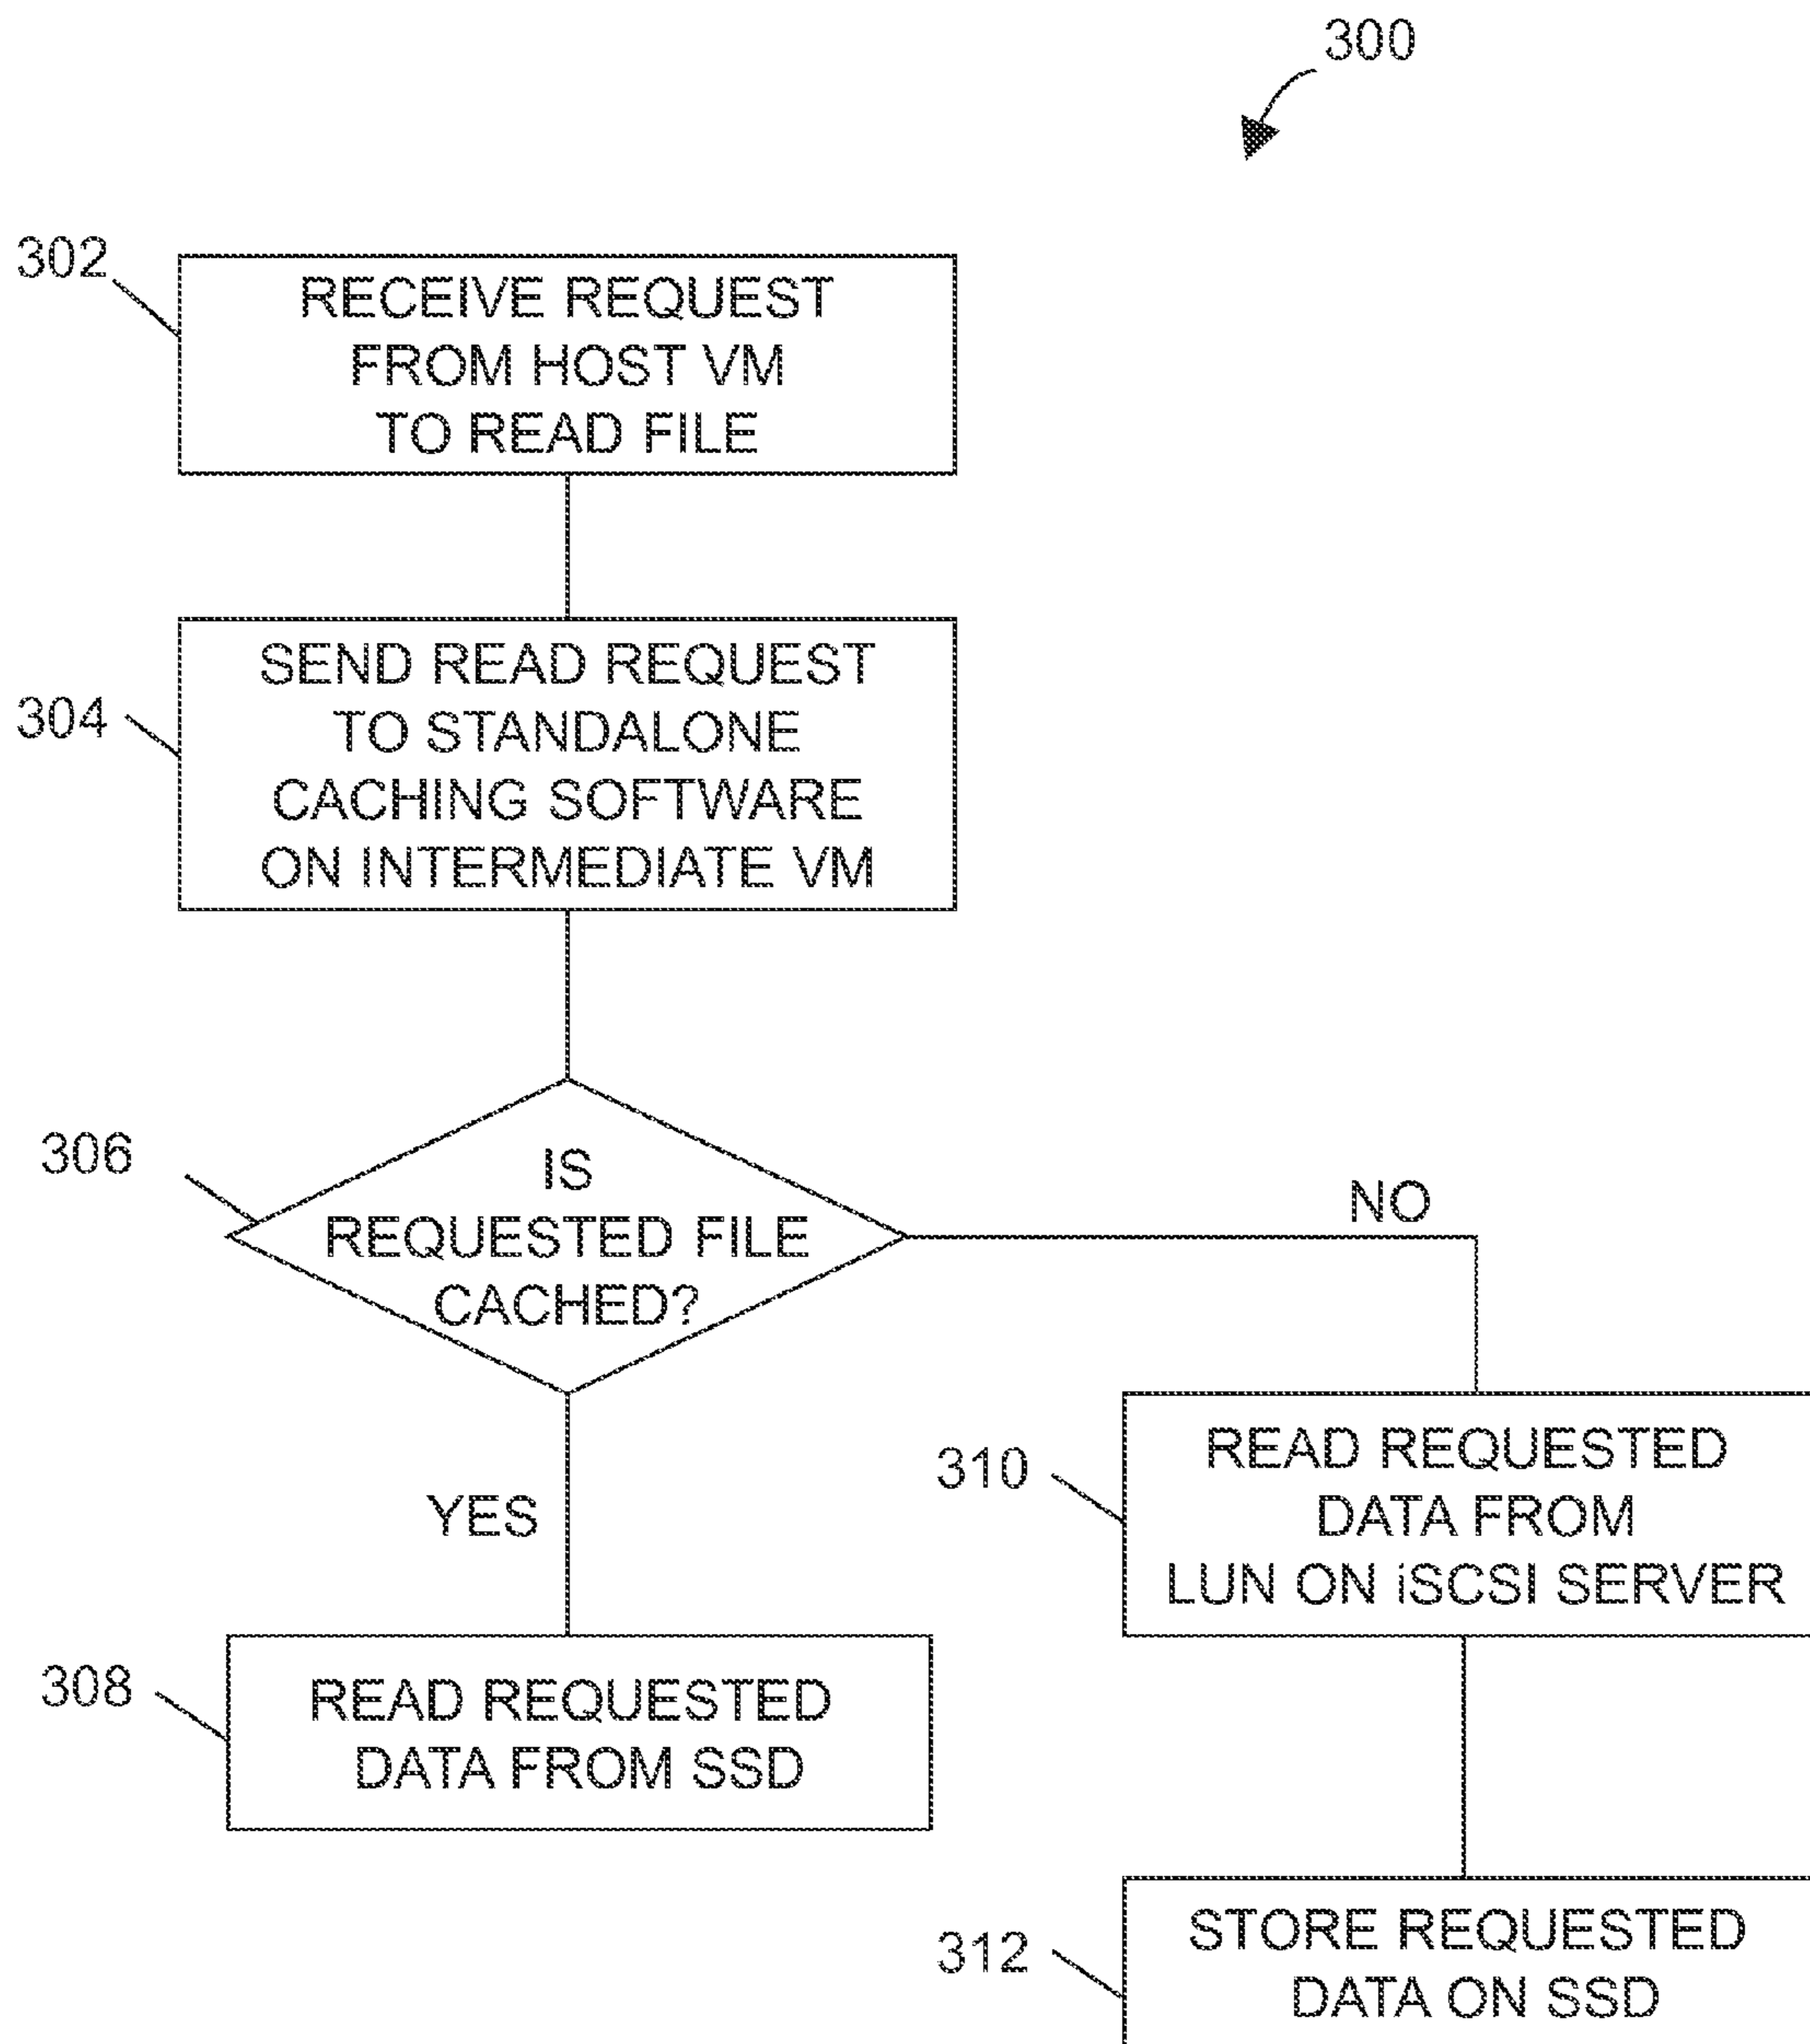 300
302
RECEIVE REQUEST
FROM HOST VM
TO READ FILE
304
SEND READ REQUEST
TO STANDALONE
CACHING SOFTWARE
ON INTERMEDIATE VM
306
IS
REQUESTED FILE
CACHED?
NO
YES
310
READ REQUESTED
DATA FROM
LUN ON iSCSI SERVER
308
READ REQUESTED
DATA FROM SSD
312
STORE REQUESTED
DATA ON SSD